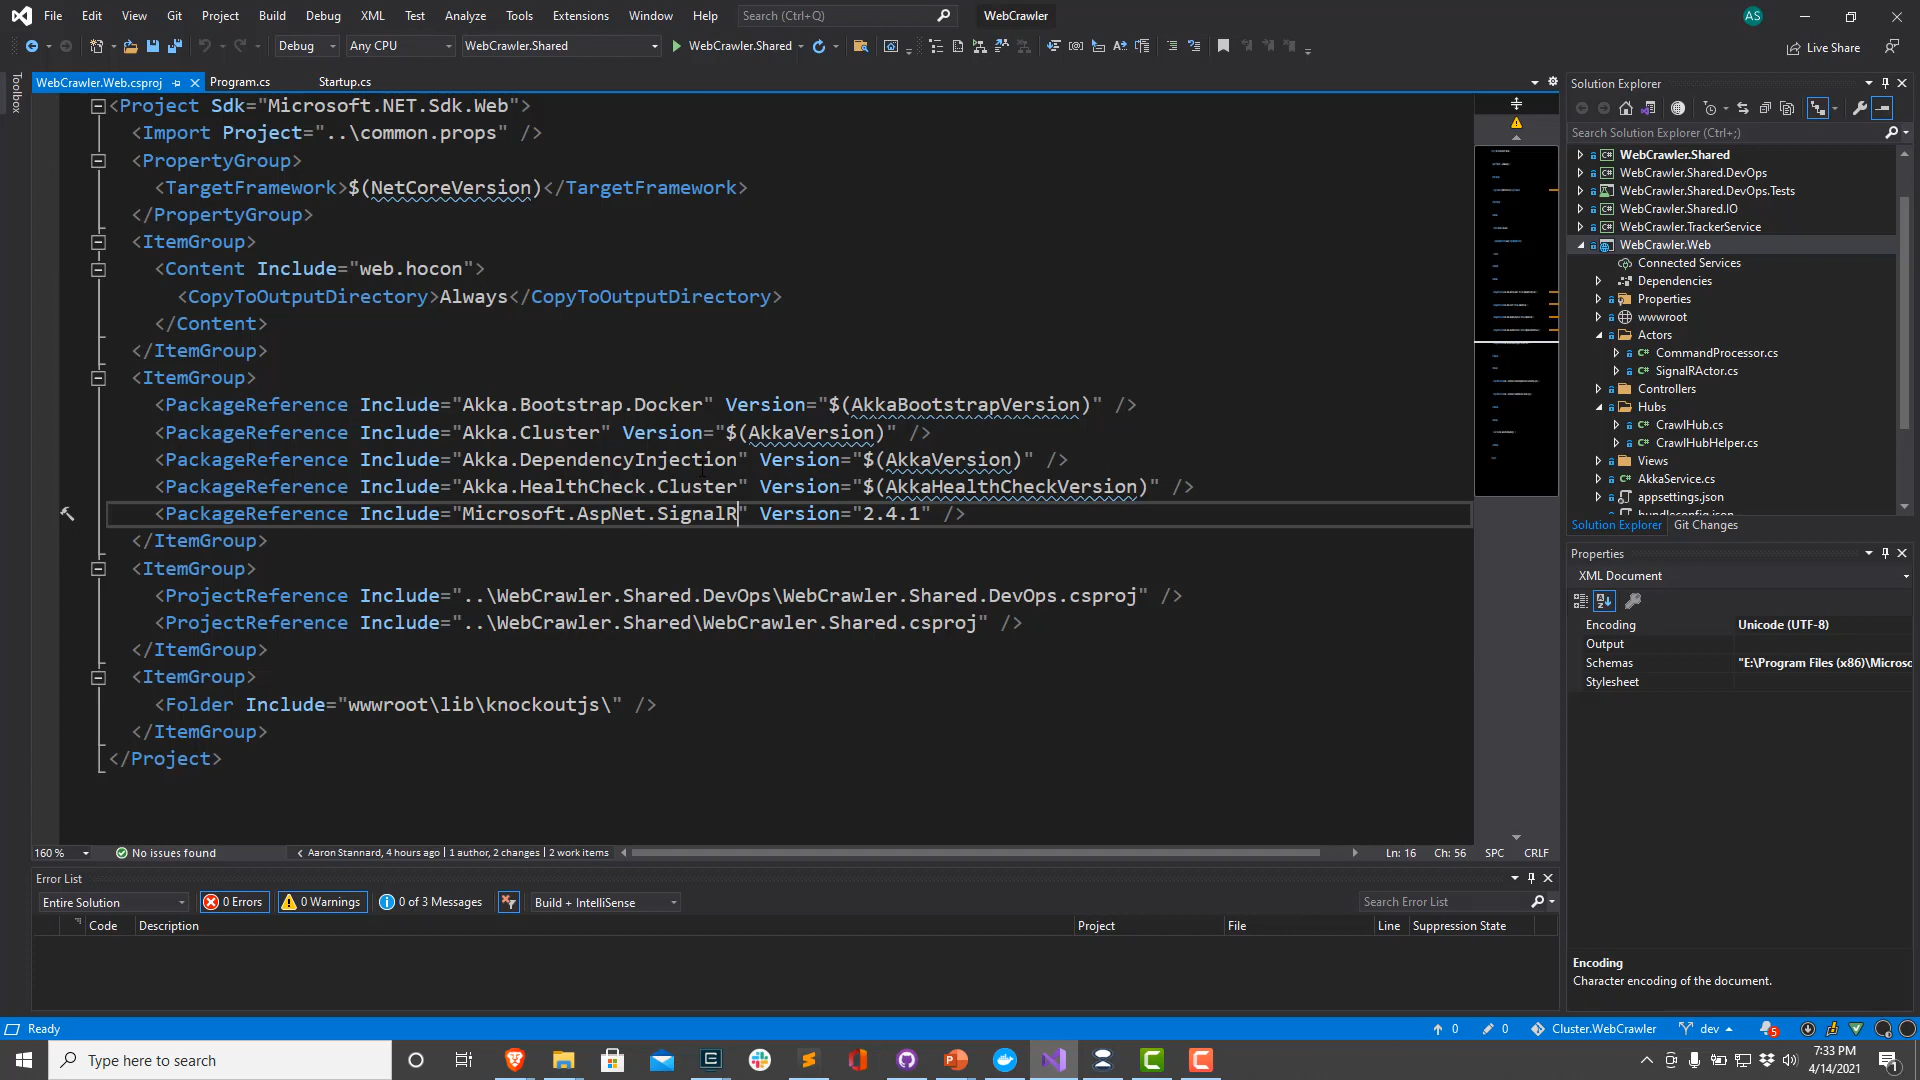 File Edit View Git Project Build Debug XML Test Analyze Tools Extensions Window Help Search (Ctrl+Q) WebCrawler AS
Debug Any CPU WebCrawler.Shared WebCrawler.Shared Live Share
Toolbox
WebCrawler.Web.csproj Program.cs Startup.cs
<Project Sdk="Microsoft.NET.Sdk.Web">
<Import Project="..\common.props" />
<PropertyGroup>
<TargetFramework>$(NetCoreVersion)</TargetFramework>
</PropertyGroup>
<ItemGroup>
<Content Include="web.hocon">
<CopyToOutputDirectory>Always</CopyToOutputDirectory>
</Content>
</ItemGroup>
<ItemGroup>
<PackageReference Include="Akka.Bootstrap.Docker" Version="$(AkkaBootstrapVersion)" />
<PackageReference Include="Akka.Cluster" Version="$(AkkaVersion)" />
<PackageReference Include="Akka.DependencyInjection" Version="$(AkkaVersion)" />
<PackageReference Include="Akka.HealthCheck.Cluster" Version="$(AkkaHealthCheckVersion)" />
<PackageReference Include="Microsoft.AspNet.SignalR" Version="2.4.1" />
</ItemGroup>
<ItemGroup>
<ProjectReference Include="..\WebCrawler.Shared.DevOps\WebCrawler.Shared.DevOps.csproj" />
<ProjectReference Include="..\WebCrawler.Shared\WebCrawler.Shared.csproj" />
</ItemGroup>
<ItemGroup>
<Folder Include="wwwroot\lib\knockoutjs\" />
</ItemGroup>
</Project>
160 % No issues found Aaron Stannard, 4 hours ago | 1 author, 2 changes | 2 work items Ln: 16 Ch: 56 SPC CRLF
Error List
Entire Solution 0 Errors 0 Warnings 0 of 3 Messages Build + IntelliSense Search Error List
Code Description Project File Line Suppression State
Solution Explorer
Search Solution Explorer (Ctrl+;)
WebCrawler.Shared
WebCrawler.Shared.DevOps
WebCrawler.Shared.DevOps.Tests
WebCrawler.Shared.IO
WebCrawler.TrackerService
WebCrawler.Web
Connected Services
Dependencies
Properties
wwwroot
Actors
CommandProcessor.cs
SignalRActor.cs
Controllers
Hubs
CrawlHub.cs
CrawlHubHelper.cs
Views
AkkaService.cs
appsettings.json
bundleconfig.json
Solution Explorer Git Changes
Properties
XML Document
Encoding Unicode (UTF-8)
Output
Schemas "E:\Program Files (x86)\Microso
Stylesheet
Encoding
Character encoding of the document.
Ready 0 0 Cluster.WebCrawler dev 5
Type here to search 7:33 PM
4/14/2021 1